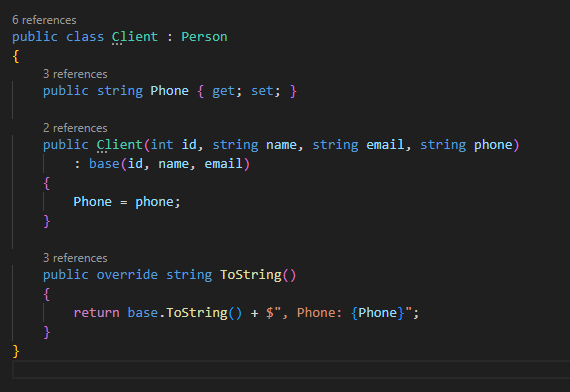 6 references
public class Client : Person
{
3 references
public string Phone { get; set; }
2 references
public Client(int id, string name, string email, string phone)
: base(id, name, email)
{
Phone = phone;
}
3 references
public override string ToString()
{
return base.ToString() + $", Phone: {Phone}";
}
}